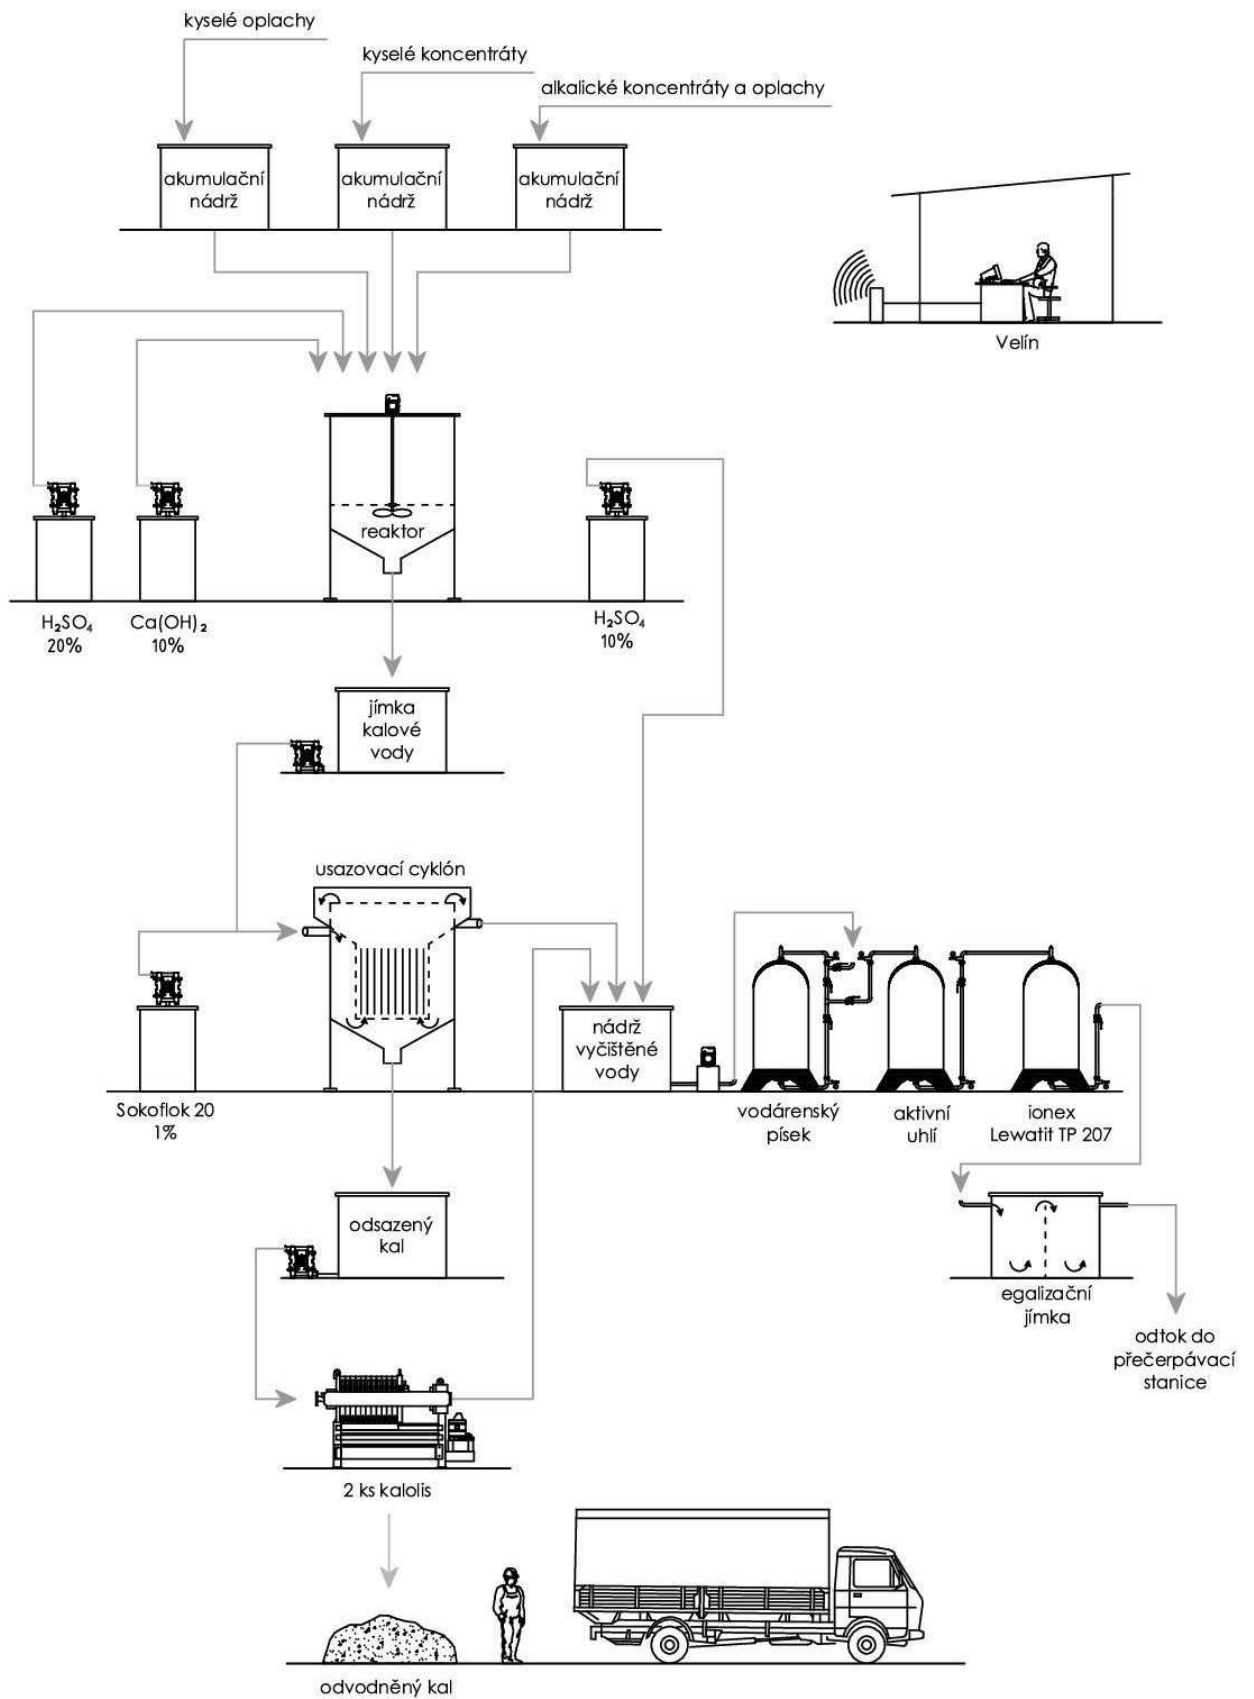 kyselé oplachy
kyselé koncentráty
alkalické koncentráty a oplachy
akumulační
nádrž
akumulační
nádrž
akumulační
nádrž
Velín
reaktor
H₂SO₄
20%
Ca(OH)₂
10%
H₂SO₄
10%
jímka
kalové
vody
usazovací cyklón
nádrž
vyčištěné
vody
Sokoflok 20
1%
vodárenský
písek
aktivní
uhlí
ionex
Lewatit TP 207
odsazený
kal
egalizační
jímka
odtok do
přečerpávací
stanice
2 ks kalolis
odvodněný kal